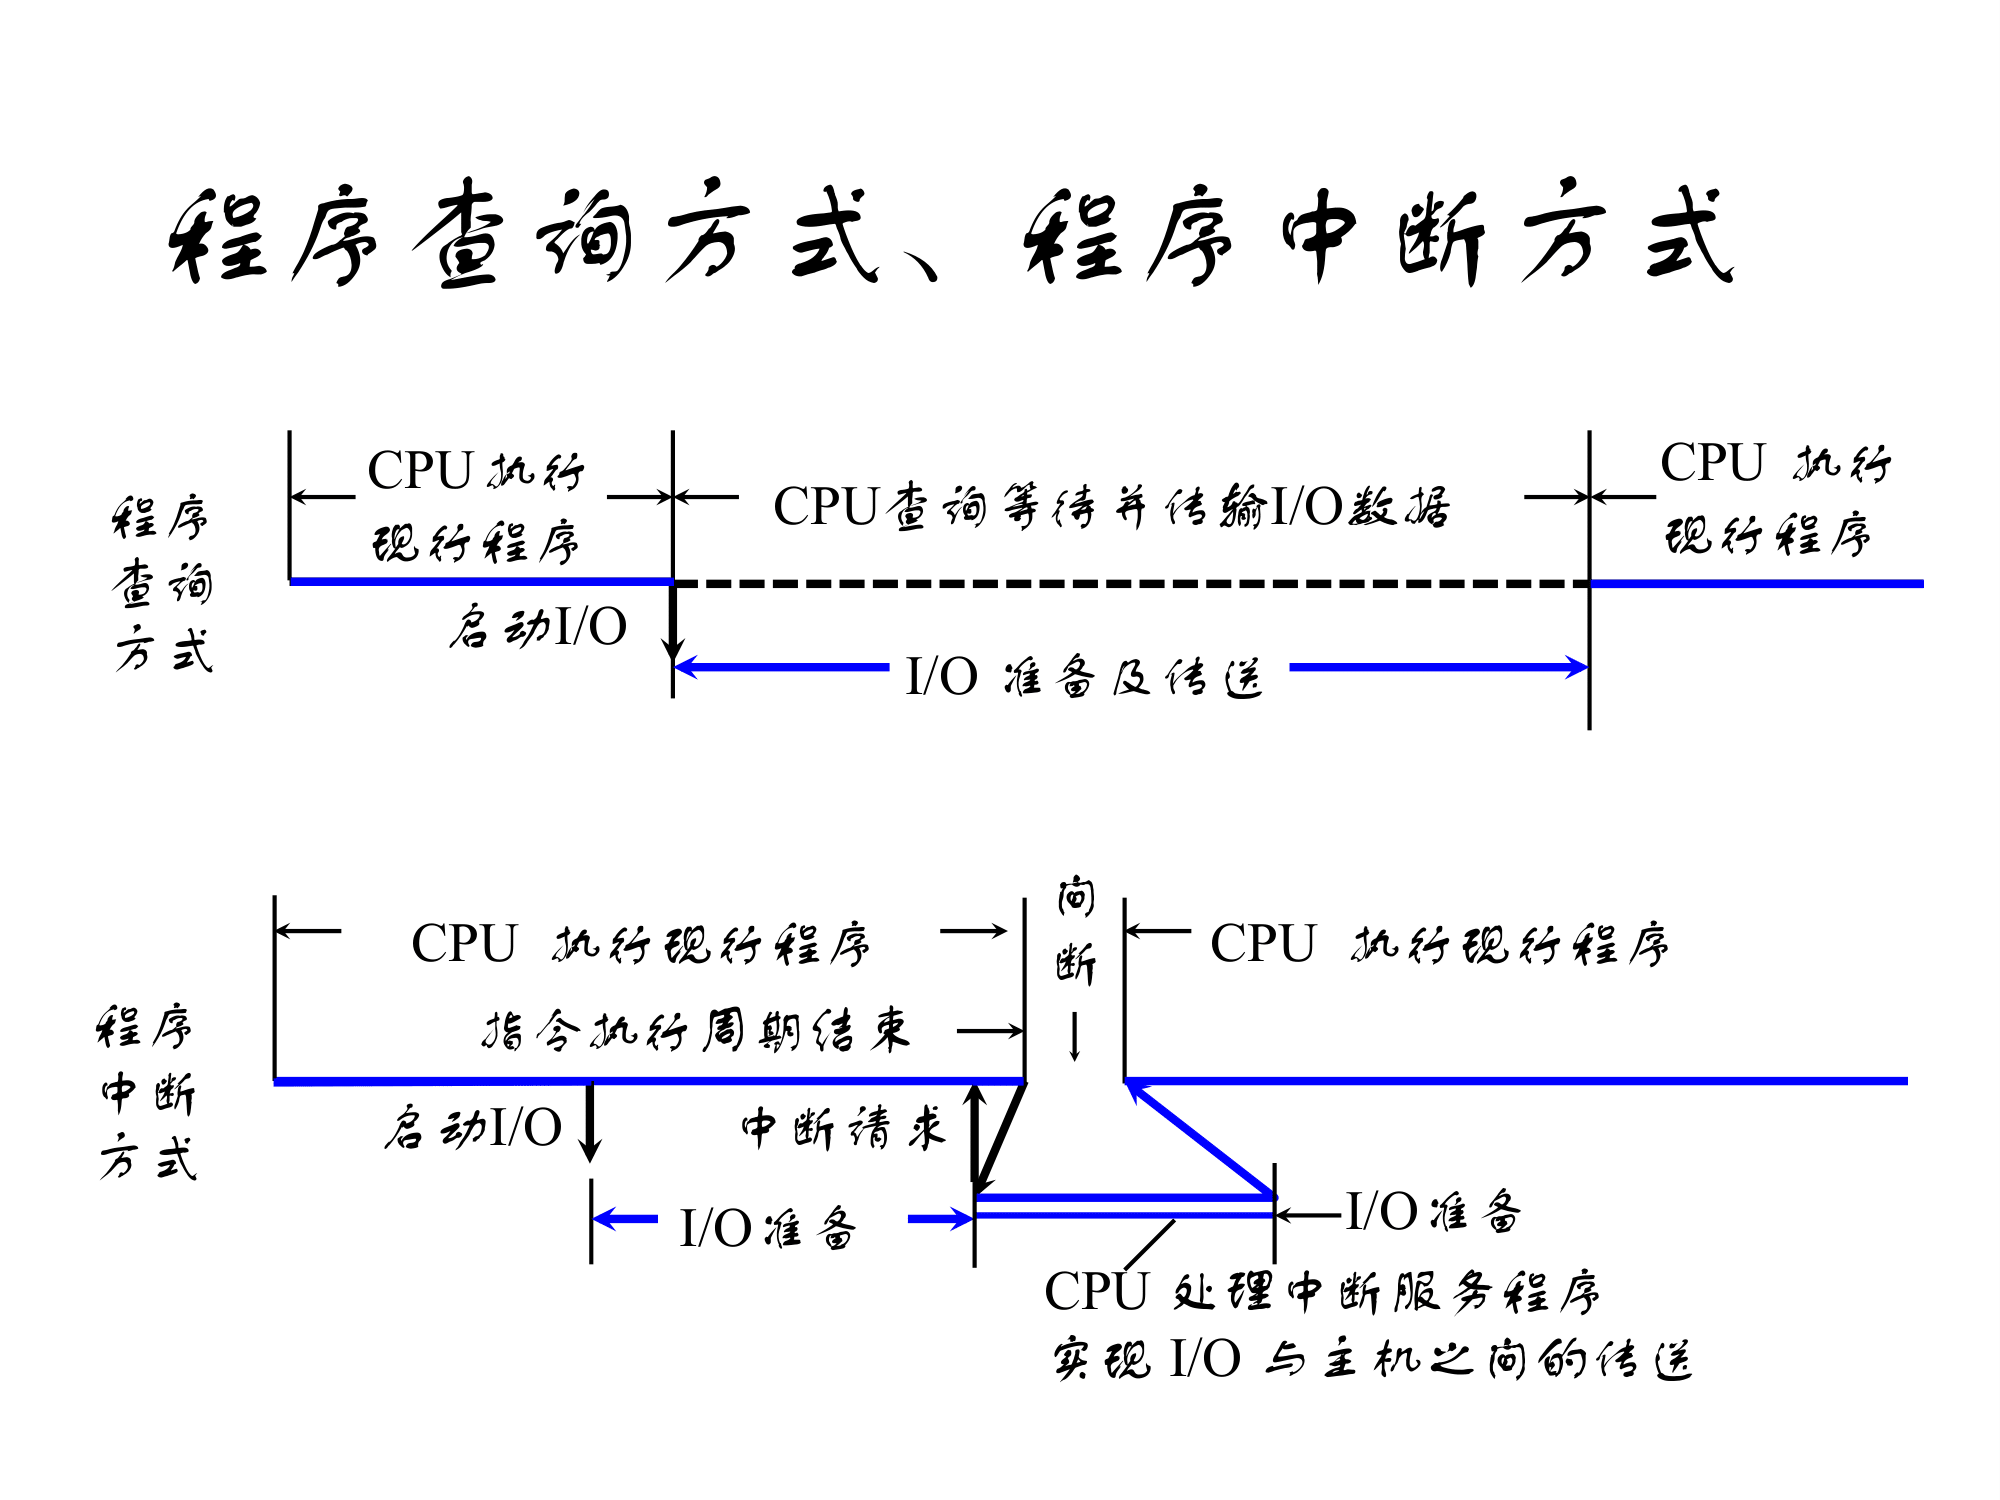 程序查询方式、程序中断方式
程序
查询
方式
CPU 执行
现行程序
CPU查询等待并传输I/O数据
CPU 执行
现行程序
启动I/O
I/O 准备及传送
程序
中断
方式
CPU 执行现行程序
间
断
CPU 执行现行程序
指令执行周期结束
启动I/O
中断请求
I/O准备
I/O准备
CPU 处理中断服务程序
实现 I/O 与主机之间的传送